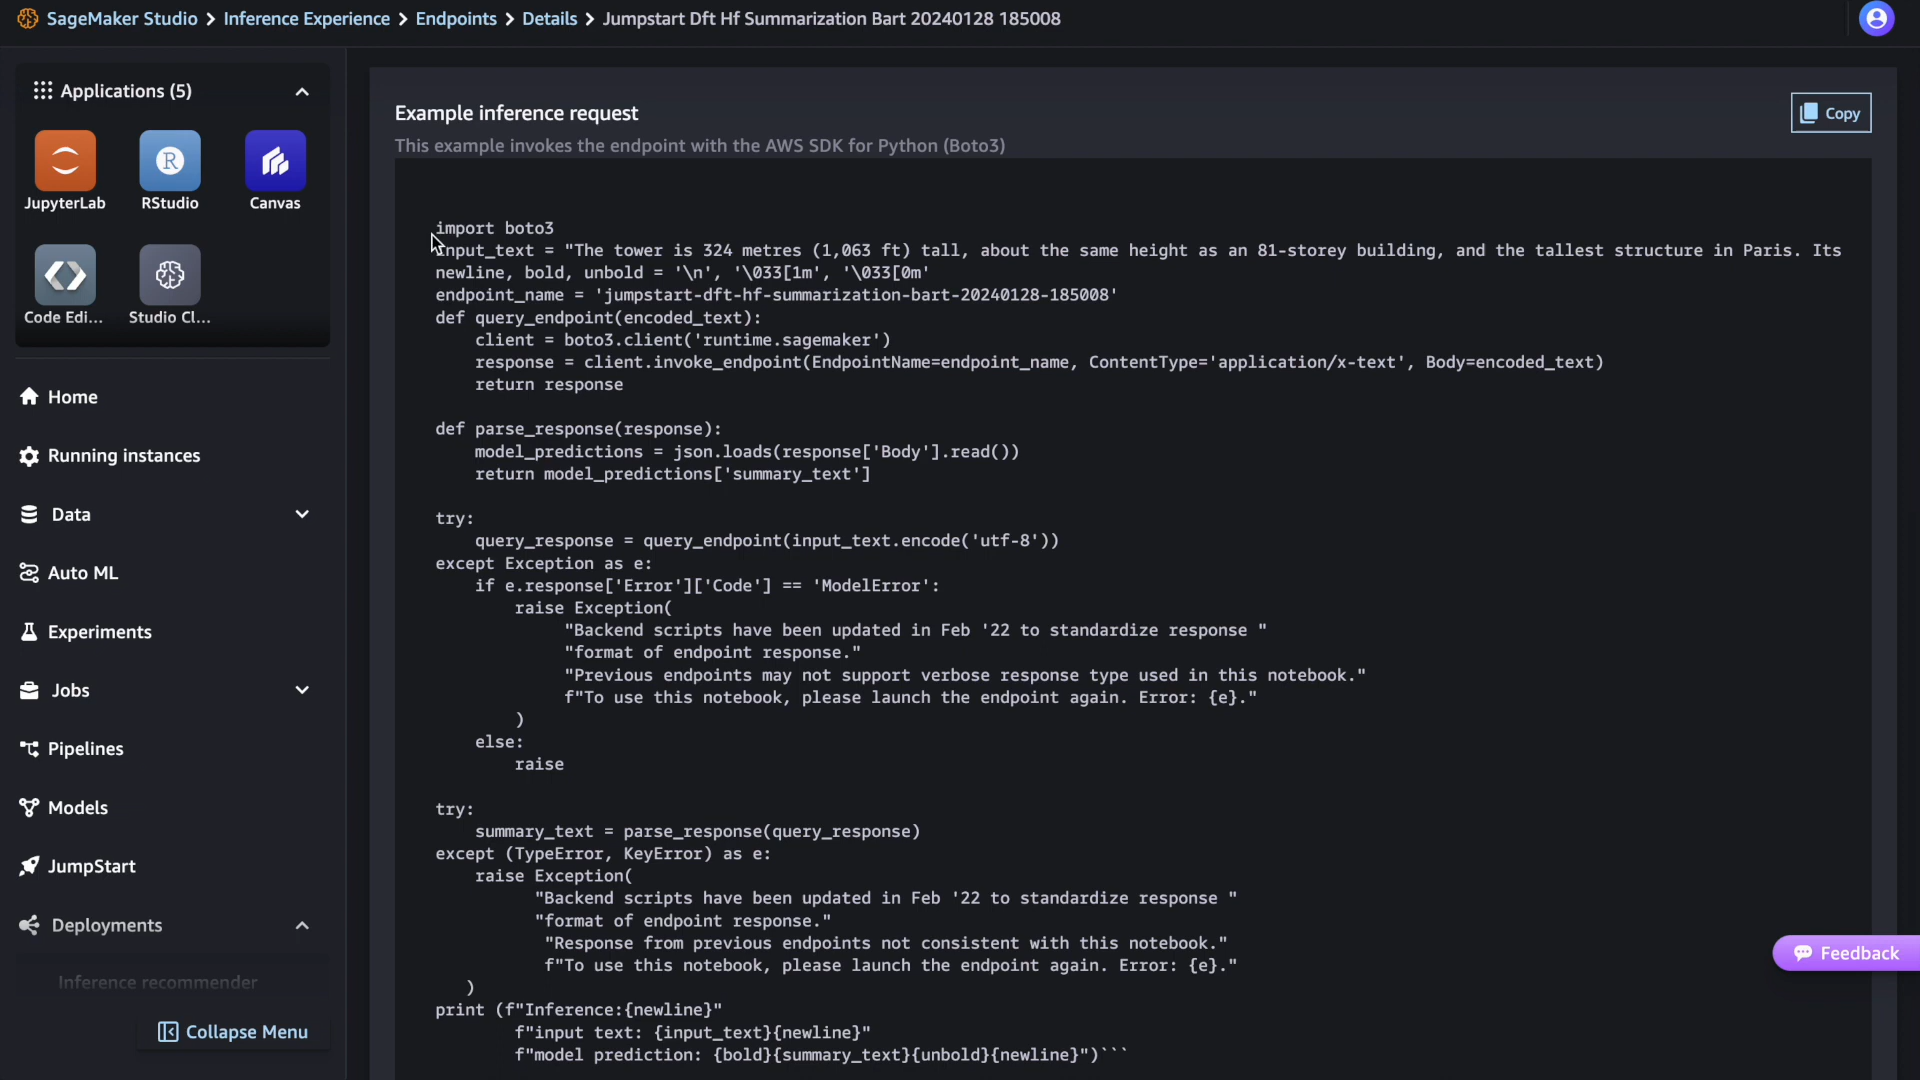 SageMaker Studio > Inference Experience > Endpoints > Details > Jumpstart Dft Hf Summarization Bart 20240128 185008
Applications (5)
JupyterLab
RStudio
Canvas
Code Edi...
Studio Cl...
Home
Running instances
Data
Auto ML
Experiments
Jobs
Pipelines
Models
JumpStart
Deployments
Inference recommender
Collapse Menu
Example inference request
Copy
This example invokes the endpoint with the AWS SDK for Python (Boto3)
import boto3
input_text = "The tower is 324 metres (1,063 ft) tall, about the same height as an 81-storey building, and the tallest structure in Paris. Its
newline, bold, unbold = '\n', '\033[1m', '\033[0m'
endpoint_name = 'jumpstart-dft-hf-summarization-bart-20240128-185008'
def query_endpoint(encoded_text):
    client = boto3.client('runtime.sagemaker')
    response = client.invoke_endpoint(EndpointName=endpoint_name, ContentType='application/x-text', Body=encoded_text)
    return response
def parse_response(response):
    model_predictions = json.loads(response['Body'].read())
    return model_predictions['summary_text']
try:
    query_response = query_endpoint(input_text.encode('utf-8'))
except Exception as e:
    if e.response['Error']['Code'] == 'ModelError':
        raise Exception(
             "Backend scripts have been updated in Feb '22 to standardize response "
             "format of endpoint response."
             "Previous endpoints may not support verbose response type used in this notebook."
             f"To use this notebook, please launch the endpoint again. Error: {e}."
        )
    else:
        raise
try:
    summary_text = parse_response(query_response)
except (TypeError, KeyError) as e:
    raise Exception(
          "Backend scripts have been updated in Feb '22 to standardize response "
          "format of endpoint response."
           "Response from previous endpoints not consistent with this notebook."
           f"To use this notebook, please launch the endpoint again. Error: {e}."
   )
print (f"Inference:{newline}"
        f"input text: {input_text}{newline}"
        f"model prediction: {bold}{summary_text}{unbold}{newline}")```
Feedback